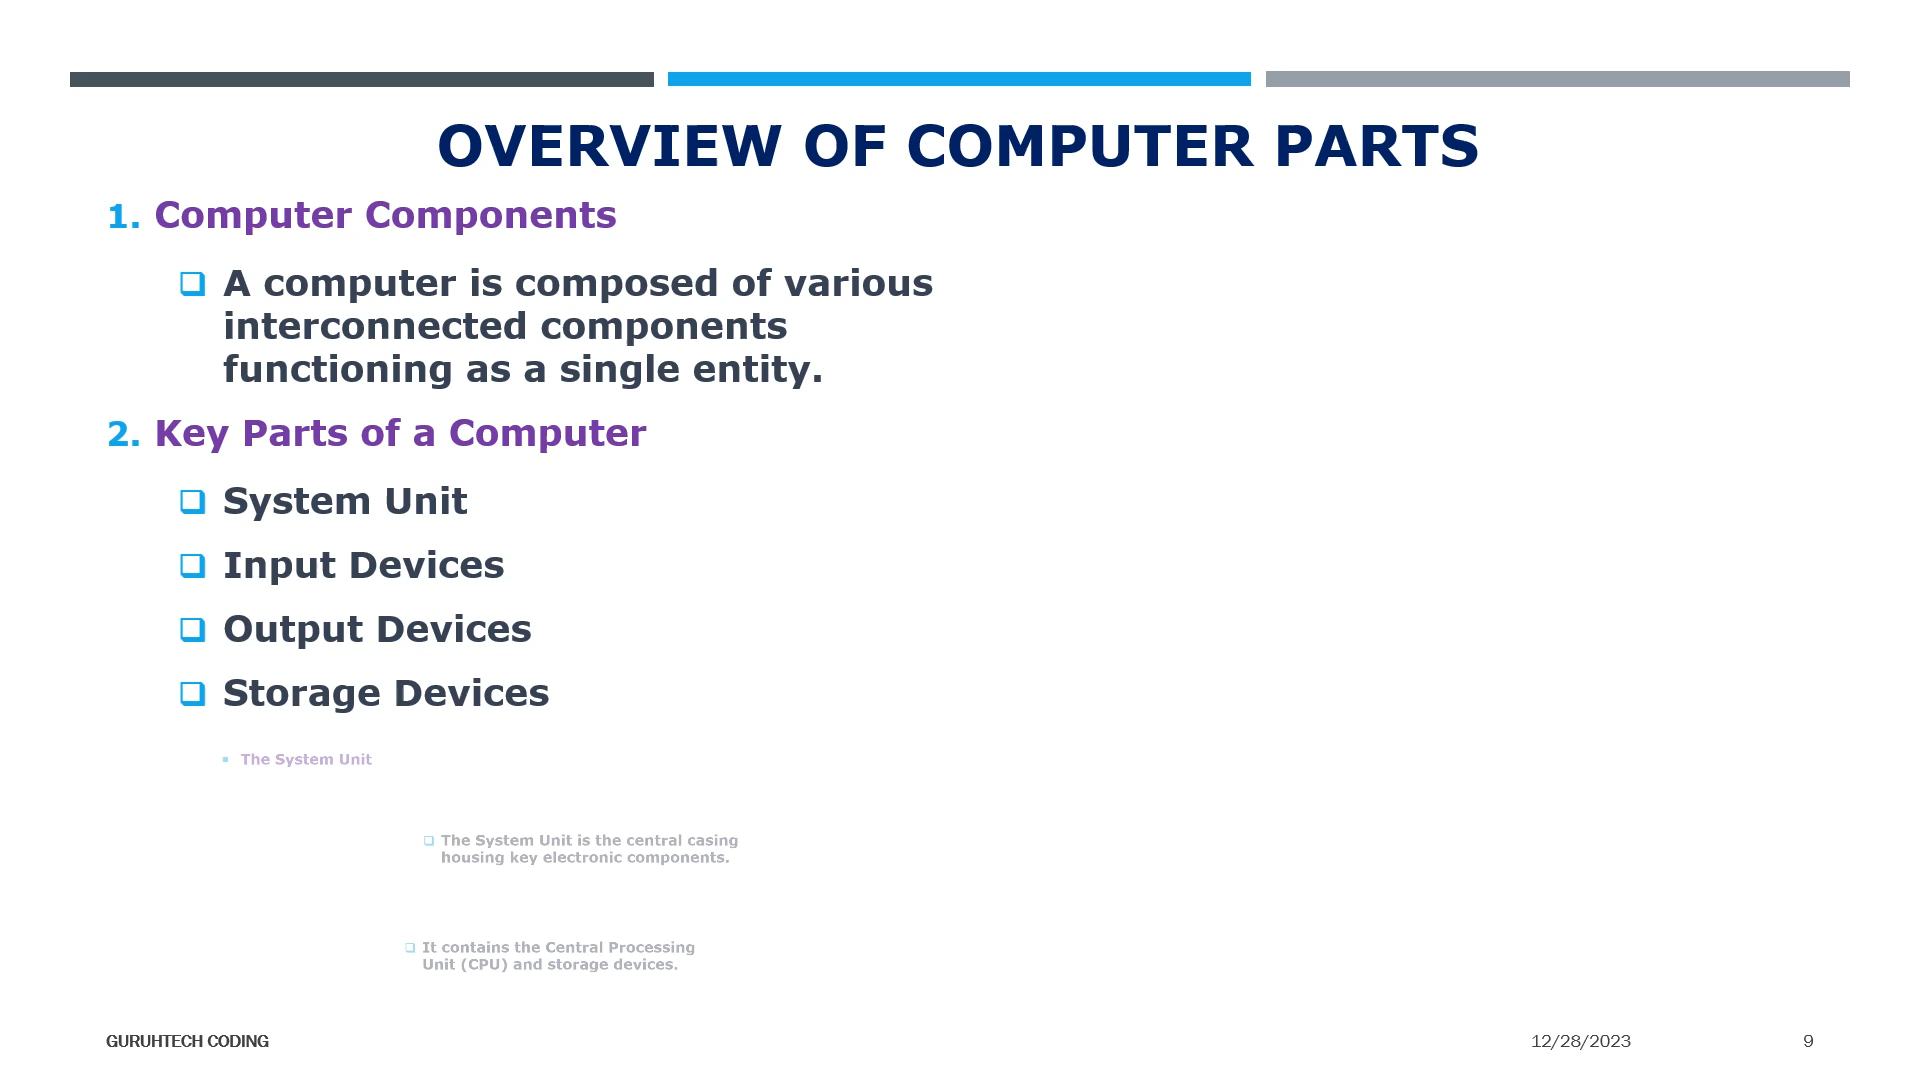 OVERVIEW OF COMPUTER PARTS
1. Computer Components
A computer is composed of various
interconnected components
functioning as a single entity.
2. Key Parts of a Computer
System Unit
Input Devices
Output Devices
Storage Devices
The System Unit
The System Unit is the central casing
housing key electronic components.
It contains the Central Processing
Unit (CPU) and storage devices.
GURUHTECH CODING
12/28/2023
9